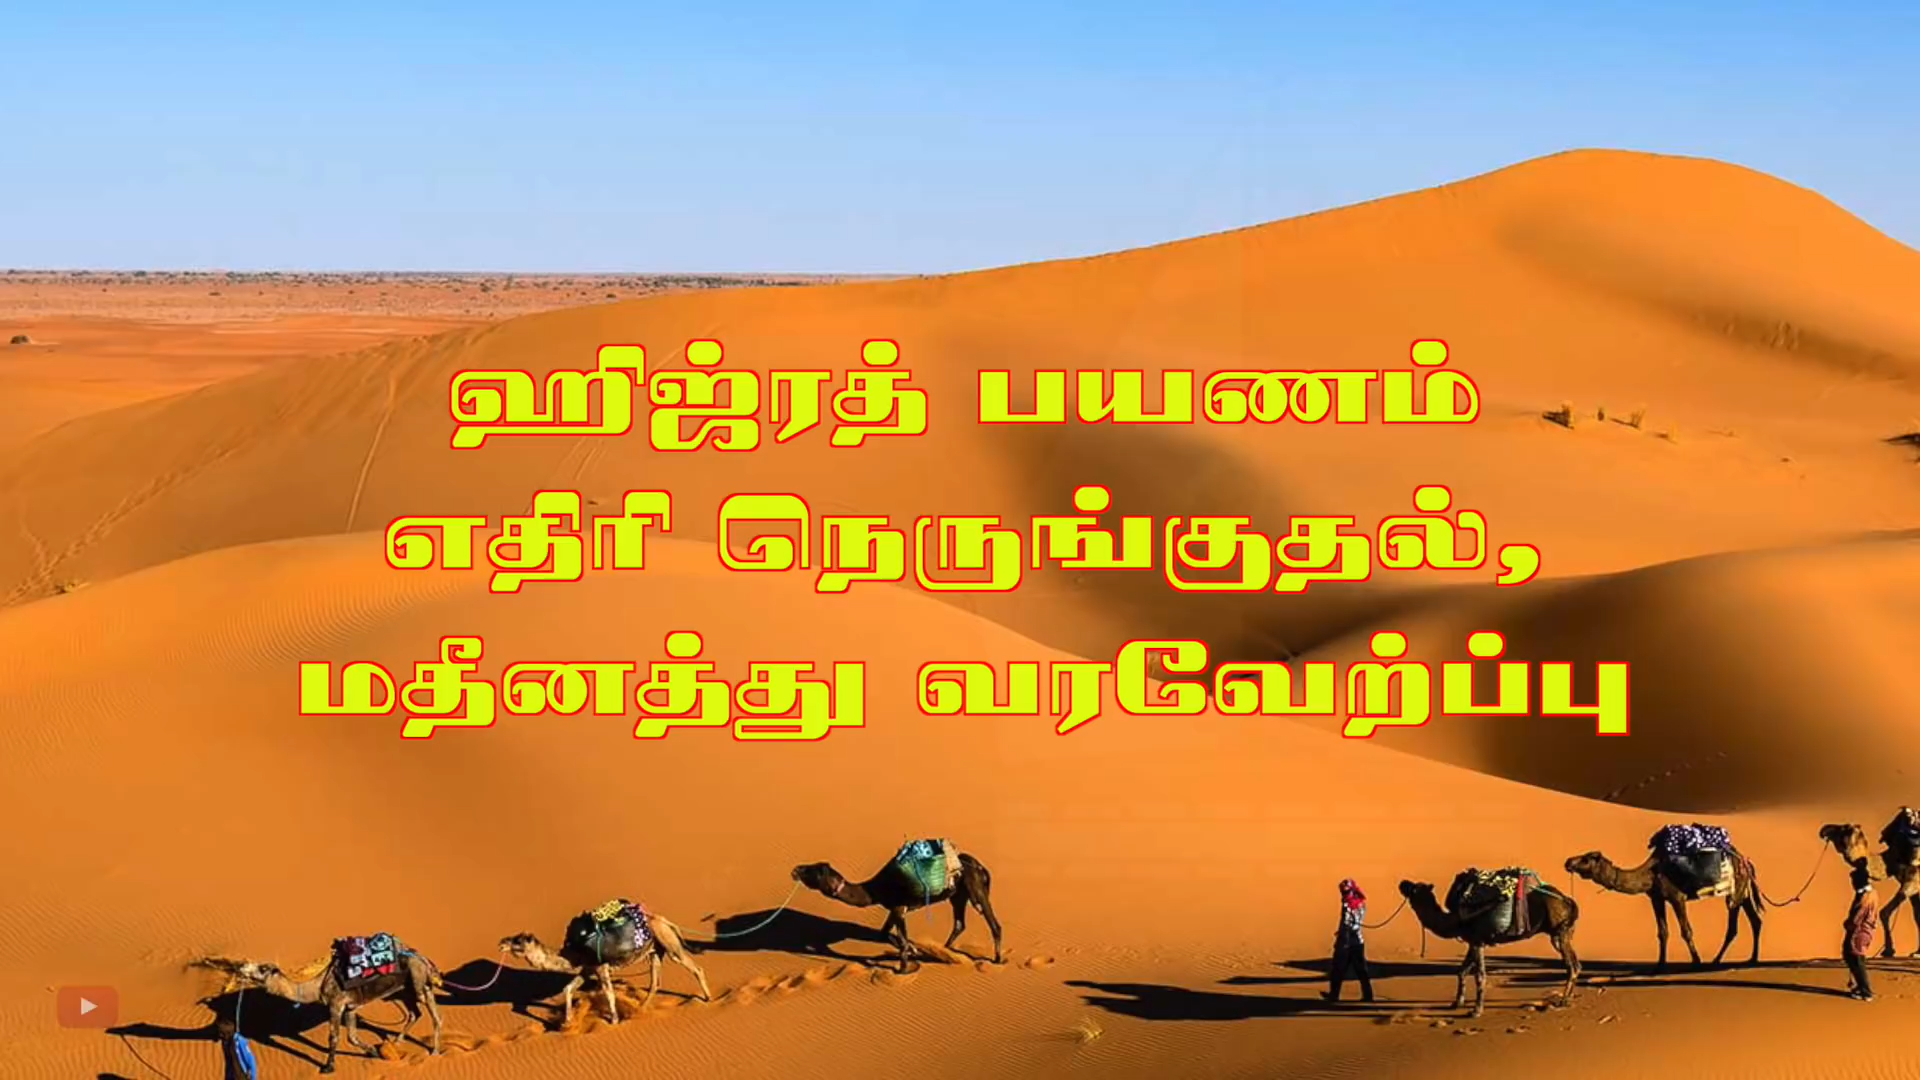 ஹிஜ்ரத் பயணம்
எதிரி நெருங்குதல்,
மதீனத்து வரவேற்ப்பு